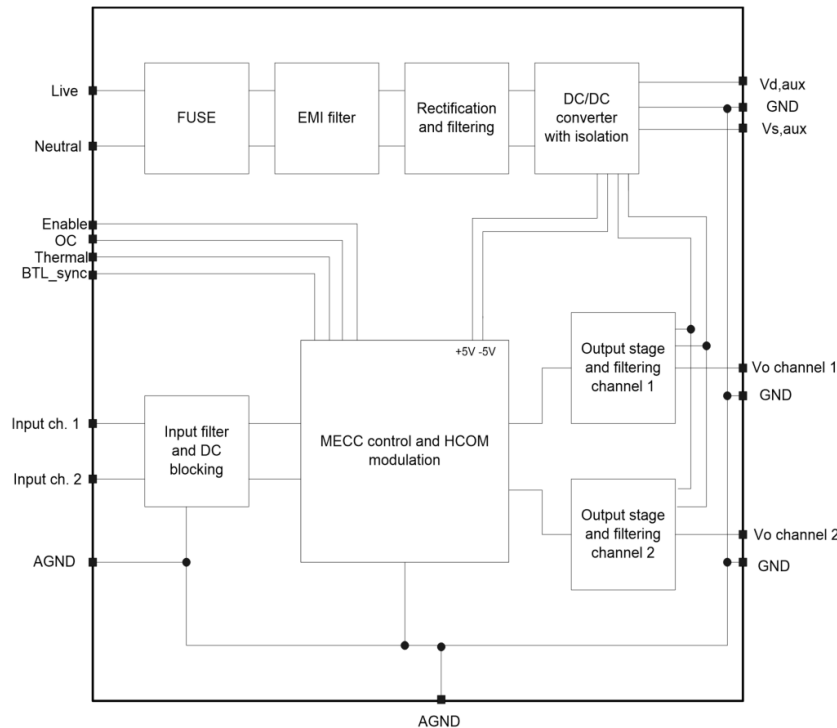 Live
FUSE
EMI filter
Rectification
and filtering
DC/DC
converter
with isolation
Vd,aux
GND
Vs,aux
Neutral
Enable
OC
Thermal
BTL_sync
+5V -5V
Output stage
and filtering
channel 1
Vo channel 1
GND
Input ch. 1
Input ch. 2
Input filter
and DC
blocking
MECC control and HCOM
modulation
Output stage
and filtering
channel 2
Vo channel 2
GND
AGND
AGND